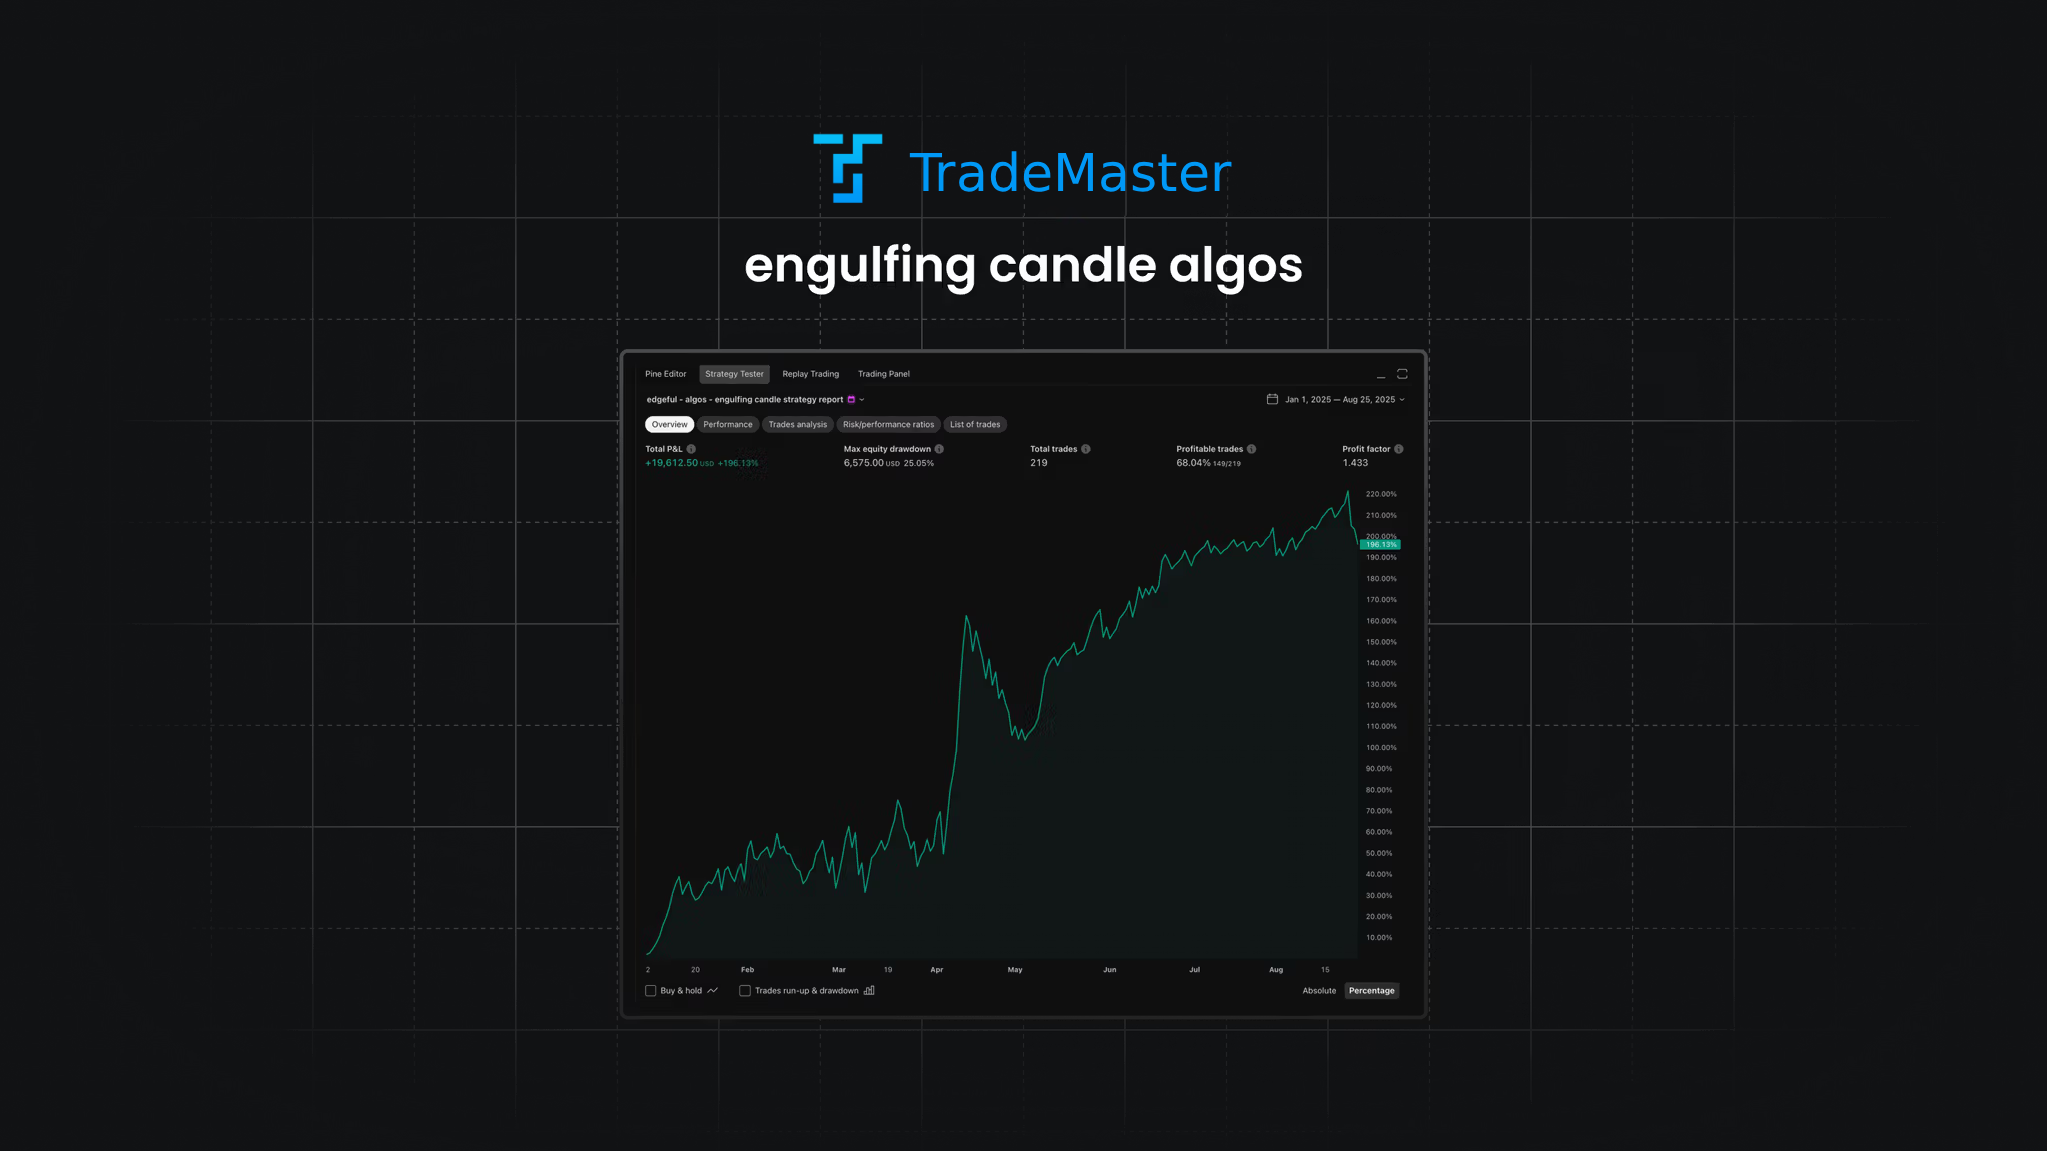 TradeMaster
engulfing candle algos
Pine Editor Strategy Tester Replay Trading Trading Panel
edgeful - algos - engulfing candle strategy report Jan 1, 2025 — Aug 25, 2025
Overview Performance Trades analysis Risk/performance ratios List of trades
Total P&L Max equity drawdown Total trades Profitable trades Profit factor
+19,612.50 USD +196.13% 6,575.00 USD 25.05% 219 68.04% 149/219 1.433
220.00%
210.00%
200.00%
196.13%
190.00%
180.00%
170.00%
160.00%
150.00%
140.00%
130.00%
120.00%
110.00%
100.00%
90.00%
80.00%
70.00%
60.00%
50.00%
40.00%
30.00%
20.00%
10.00%
2 20 Feb Mar 19 Apr May Jun Jul Aug 15
Buy & hold Trades run-up & drawdown Absolute Percentage